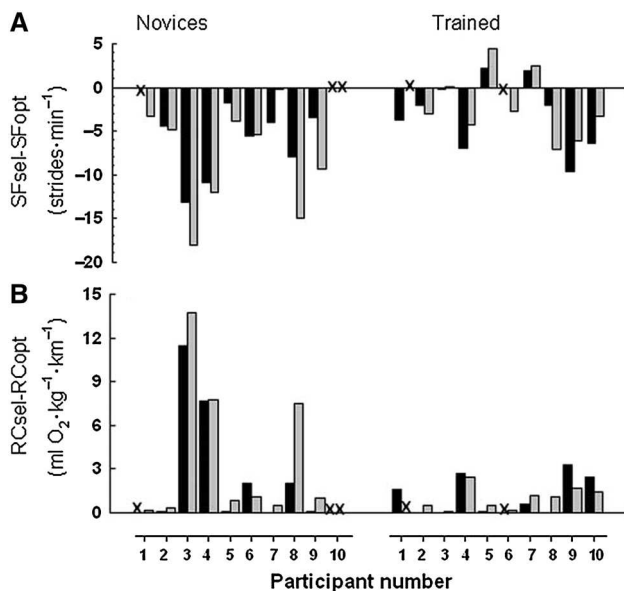 A
Novices
Trained
SFsel-SFopt
(strides·min⁻¹)
5
0
−5
−10
−15
−20
x
x
x
x
x
B
RCsel-RCopt
(ml O₂·kg⁻¹·km⁻¹)
15
12
9
6
3
0
x
x
x
x
x
1 2 3 4 5 6 7 8 9 10
1 2 3 4 5 6 7 8 9 10
Participant number